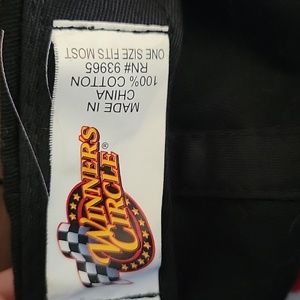 WINNER'S
CIRCLE®
MADE IN
CHINA
100% COTTON
RN# 93965
ONE SIZE FITS MOST